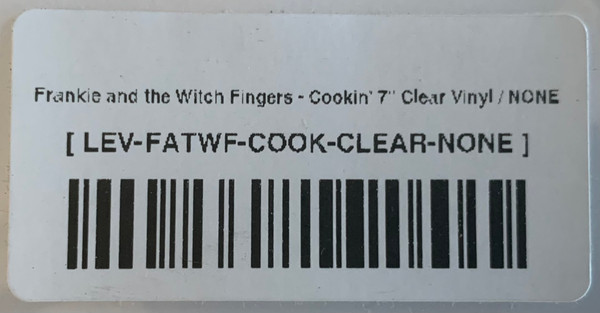 Frankie and the Witch Fingers - Cookin' 7" Clear Vinyl / NONE
[ LEV-FATWF-COOK-CLEAR-NONE ]